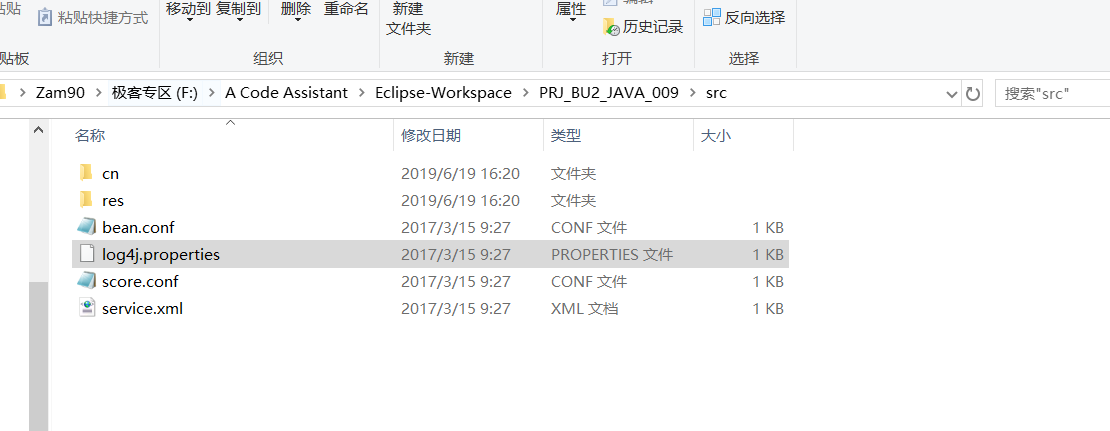 粘贴 移动到 复制到 删除 重命名 新建 属性 编辑
粘贴快捷方式 文件夹 历史记录 反向选择
贴板 组织 新建 打开 选择
Zam90 极客专区 (F:) A Code Assistant Eclipse-Workspace PRJ_BU2_JAVA_009 src 搜索"src"
名称 修改日期 类型 大小
cn 2019/6/19 16:20 文件夹
res 2019/6/19 16:20 文件夹
bean.conf 2017/3/15 9:27 CONF 文件 1 KB
log4j.properties 2017/3/15 9:27 PROPERTIES 文件 1 KB
score.conf 2017/3/15 9:27 CONF 文件 1 KB
service.xml 2017/3/15 9:27 XML 文档 1 KB